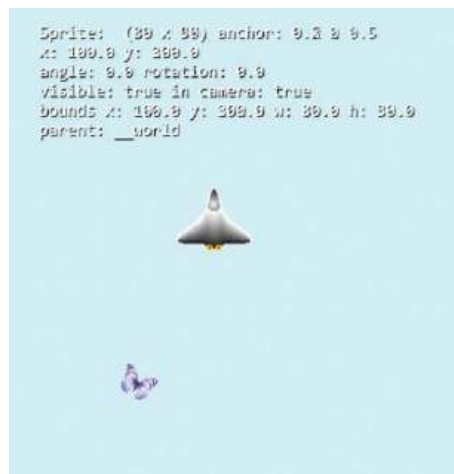 Sprite: (80 x 80) anchor: 0.2 0 0.5
x: 100.0 y: 300.0
angle: 0.0 rotation: 0.0
visible: true in camera: true
bounds x: 100.0 y: 300.0 w: 80.0 h: 80.0
parent: __world